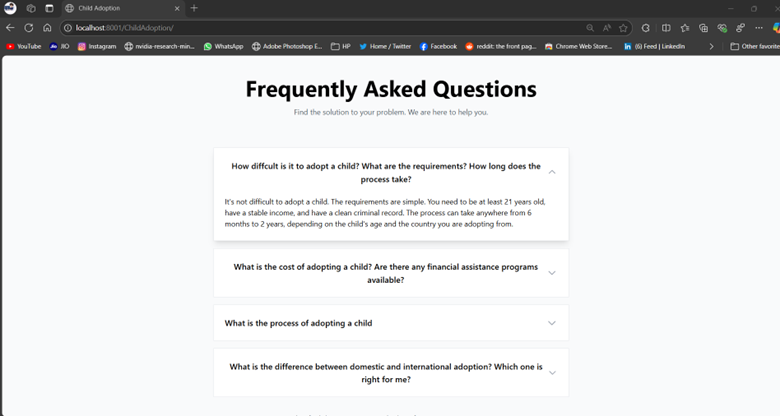 Child Adoption
localhost:8001/ChildAdoption/
YouTube
JIO
Instagram
nvidia-research-min...
WhatsApp
Adobe Photoshop E...
HP
Home / Twitter
Facebook
reddit: the front pag...
Chrome Web Store...
(6) Feed | LinkedIn
Other favorite
Frequently Asked Questions
Find the solution to your problem. We are here to help you.
How diffcult is it to adopt a child? What are the requirements? How long does the
process take?
It's not difficult to adopt a child. The requirements are simple. You need to be at least 21 years old,
have a stable income, and have a clean criminal record. The process can take anywhere from 6
months to 2 years, depending on the child's age and the country you are adopting from.
What is the cost of adopting a child? Are there any financial assistance programs
available?
What is the process of adopting a child
What is the difference between domestic and international adoption? Which one is
right for me?